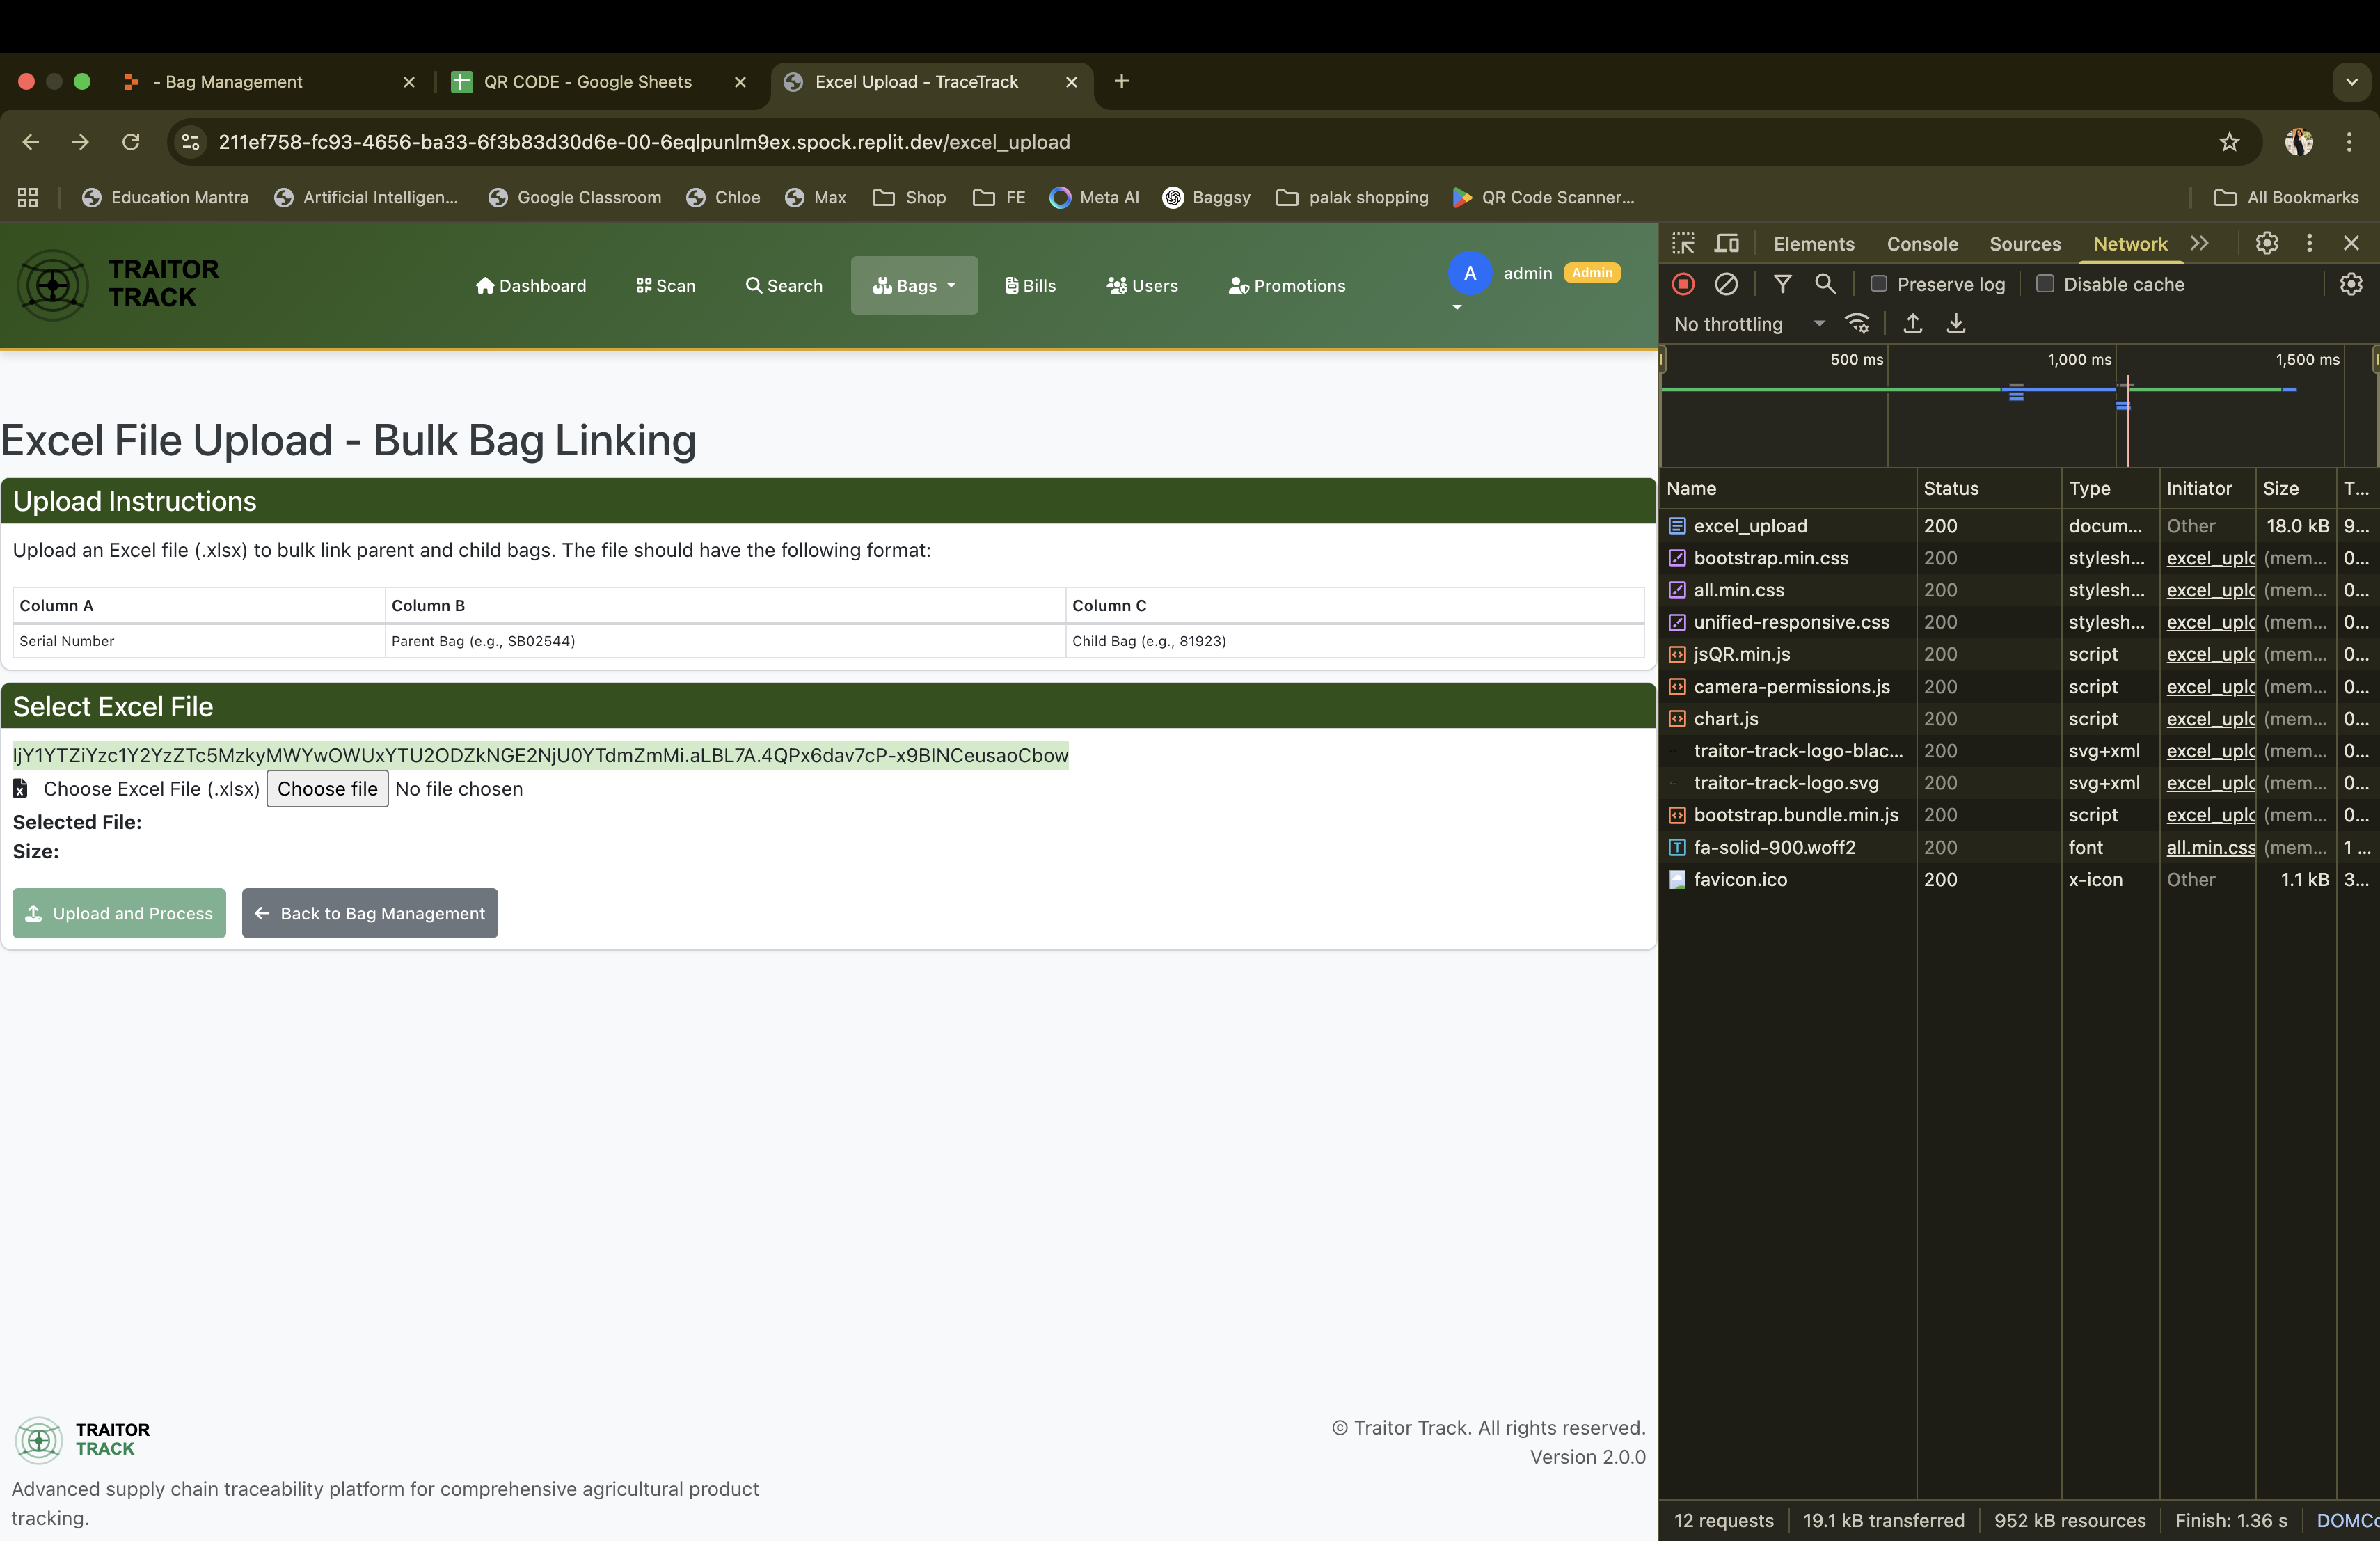 - Bag Management
QR CODE - Google Sheets
Excel Upload - TraceTrack
211ef758-fc93-4656-ba33-6f3b83d30d6e-00-6eqlpunlm9ex.spock.replit.dev/excel_upload
Education Mantra
Artificial Intelligen...
Google Classroom
Chloe
Max
Shop
FE
Meta AI
Baggsy
palak shopping
QR Code Scanner...
All Bookmarks
TRAITOR
TRACK
Dashboard
Scan
Search
Bags
Bills
Users
Promotions
A
admin
Admin
Excel File Upload - Bulk Bag Linking
Upload Instructions
Upload an Excel file (.xlsx) to bulk link parent and child bags. The file should have the following format:
Column A Column B Column C
Serial Number Parent Bag (e.g., SB02544) Child Bag (e.g., 81923)
Select Excel File
IjY1YTZiYzc1Y2YzZTc5MzkyMWYwOWUxYTU2ODZkNGE2NjU0YTdmZmMi.aLBL7A.4QPx6dav7cP-x9BINCeusaoCbow
Choose Excel File (.xlsx) Choose file No file chosen
Selected File:
Size:
Upload and Process
Back to Bag Management
TRAITOR
TRACK
Advanced supply chain traceability platform for comprehensive agricultural product
tracking.
© Traitor Track. All rights reserved.
Version 2.0.0
Elements Console Sources Network
Preserve log Disable cache
No throttling
500 ms 1,000 ms 1,500 ms
Name Status Type Initiator Size T...
excel_upload 200 docum... Other 18.0 kB 9...
bootstrap.min.css 200 stylesh... excel_uplo (mem... 0...
all.min.css 200 stylesh... excel_uplo (mem... 0...
unified-responsive.css 200 stylesh... excel_uplo (mem... 0...
jsQR.min.js 200 script excel_uplo (mem... 0...
camera-permissions.js 200 script excel_uplo (mem... 0...
chart.js 200 script excel_uplo (mem... 0...
traitor-track-logo-blac... 200 svg+xml excel_uplo (mem... 0...
traitor-track-logo.svg 200 svg+xml excel_uplo (mem... 0...
bootstrap.bundle.min.js 200 script excel_uplo (mem... 0...
fa-solid-900.woff2 200 font all.min.css (mem... 1 ...
favicon.ico 200 x-icon Other 1.1 kB 3...
12 requests 19.1 kB transferred 952 kB resources Finish: 1.36 s DOMCo